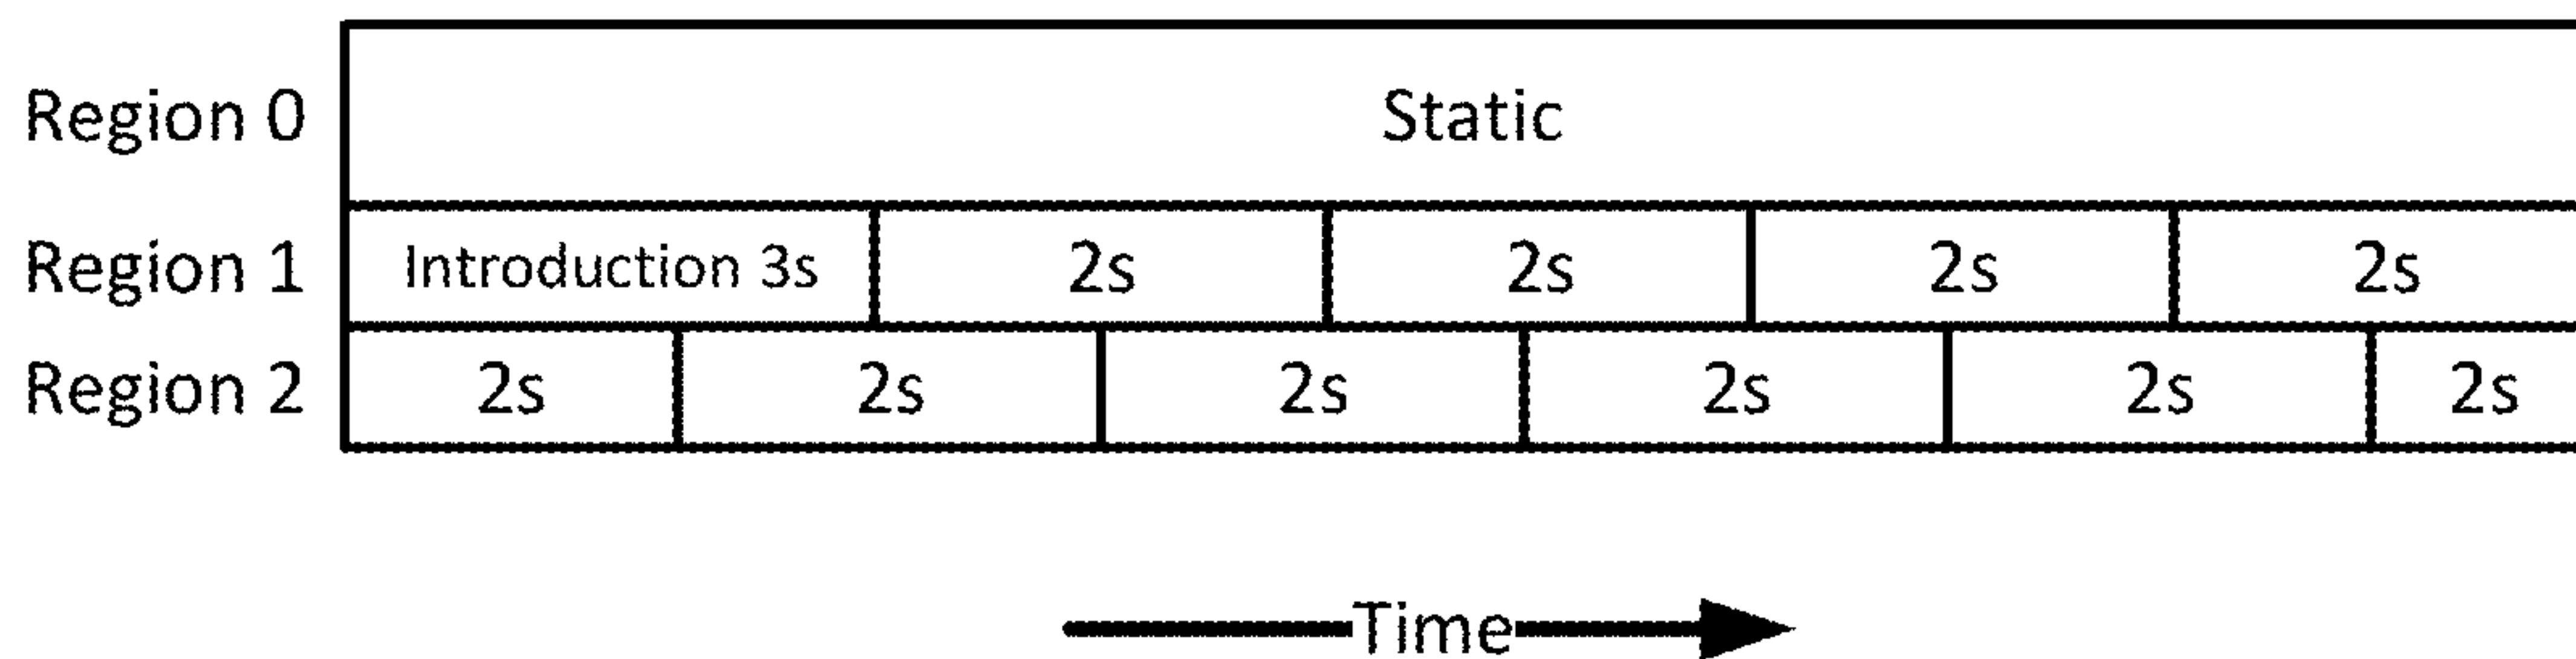 Region 0 Static
Region 1 Introduction 3s 2s 2s 2s 2s
Region 2 2s 2s 2s 2s 2s 2s
Time